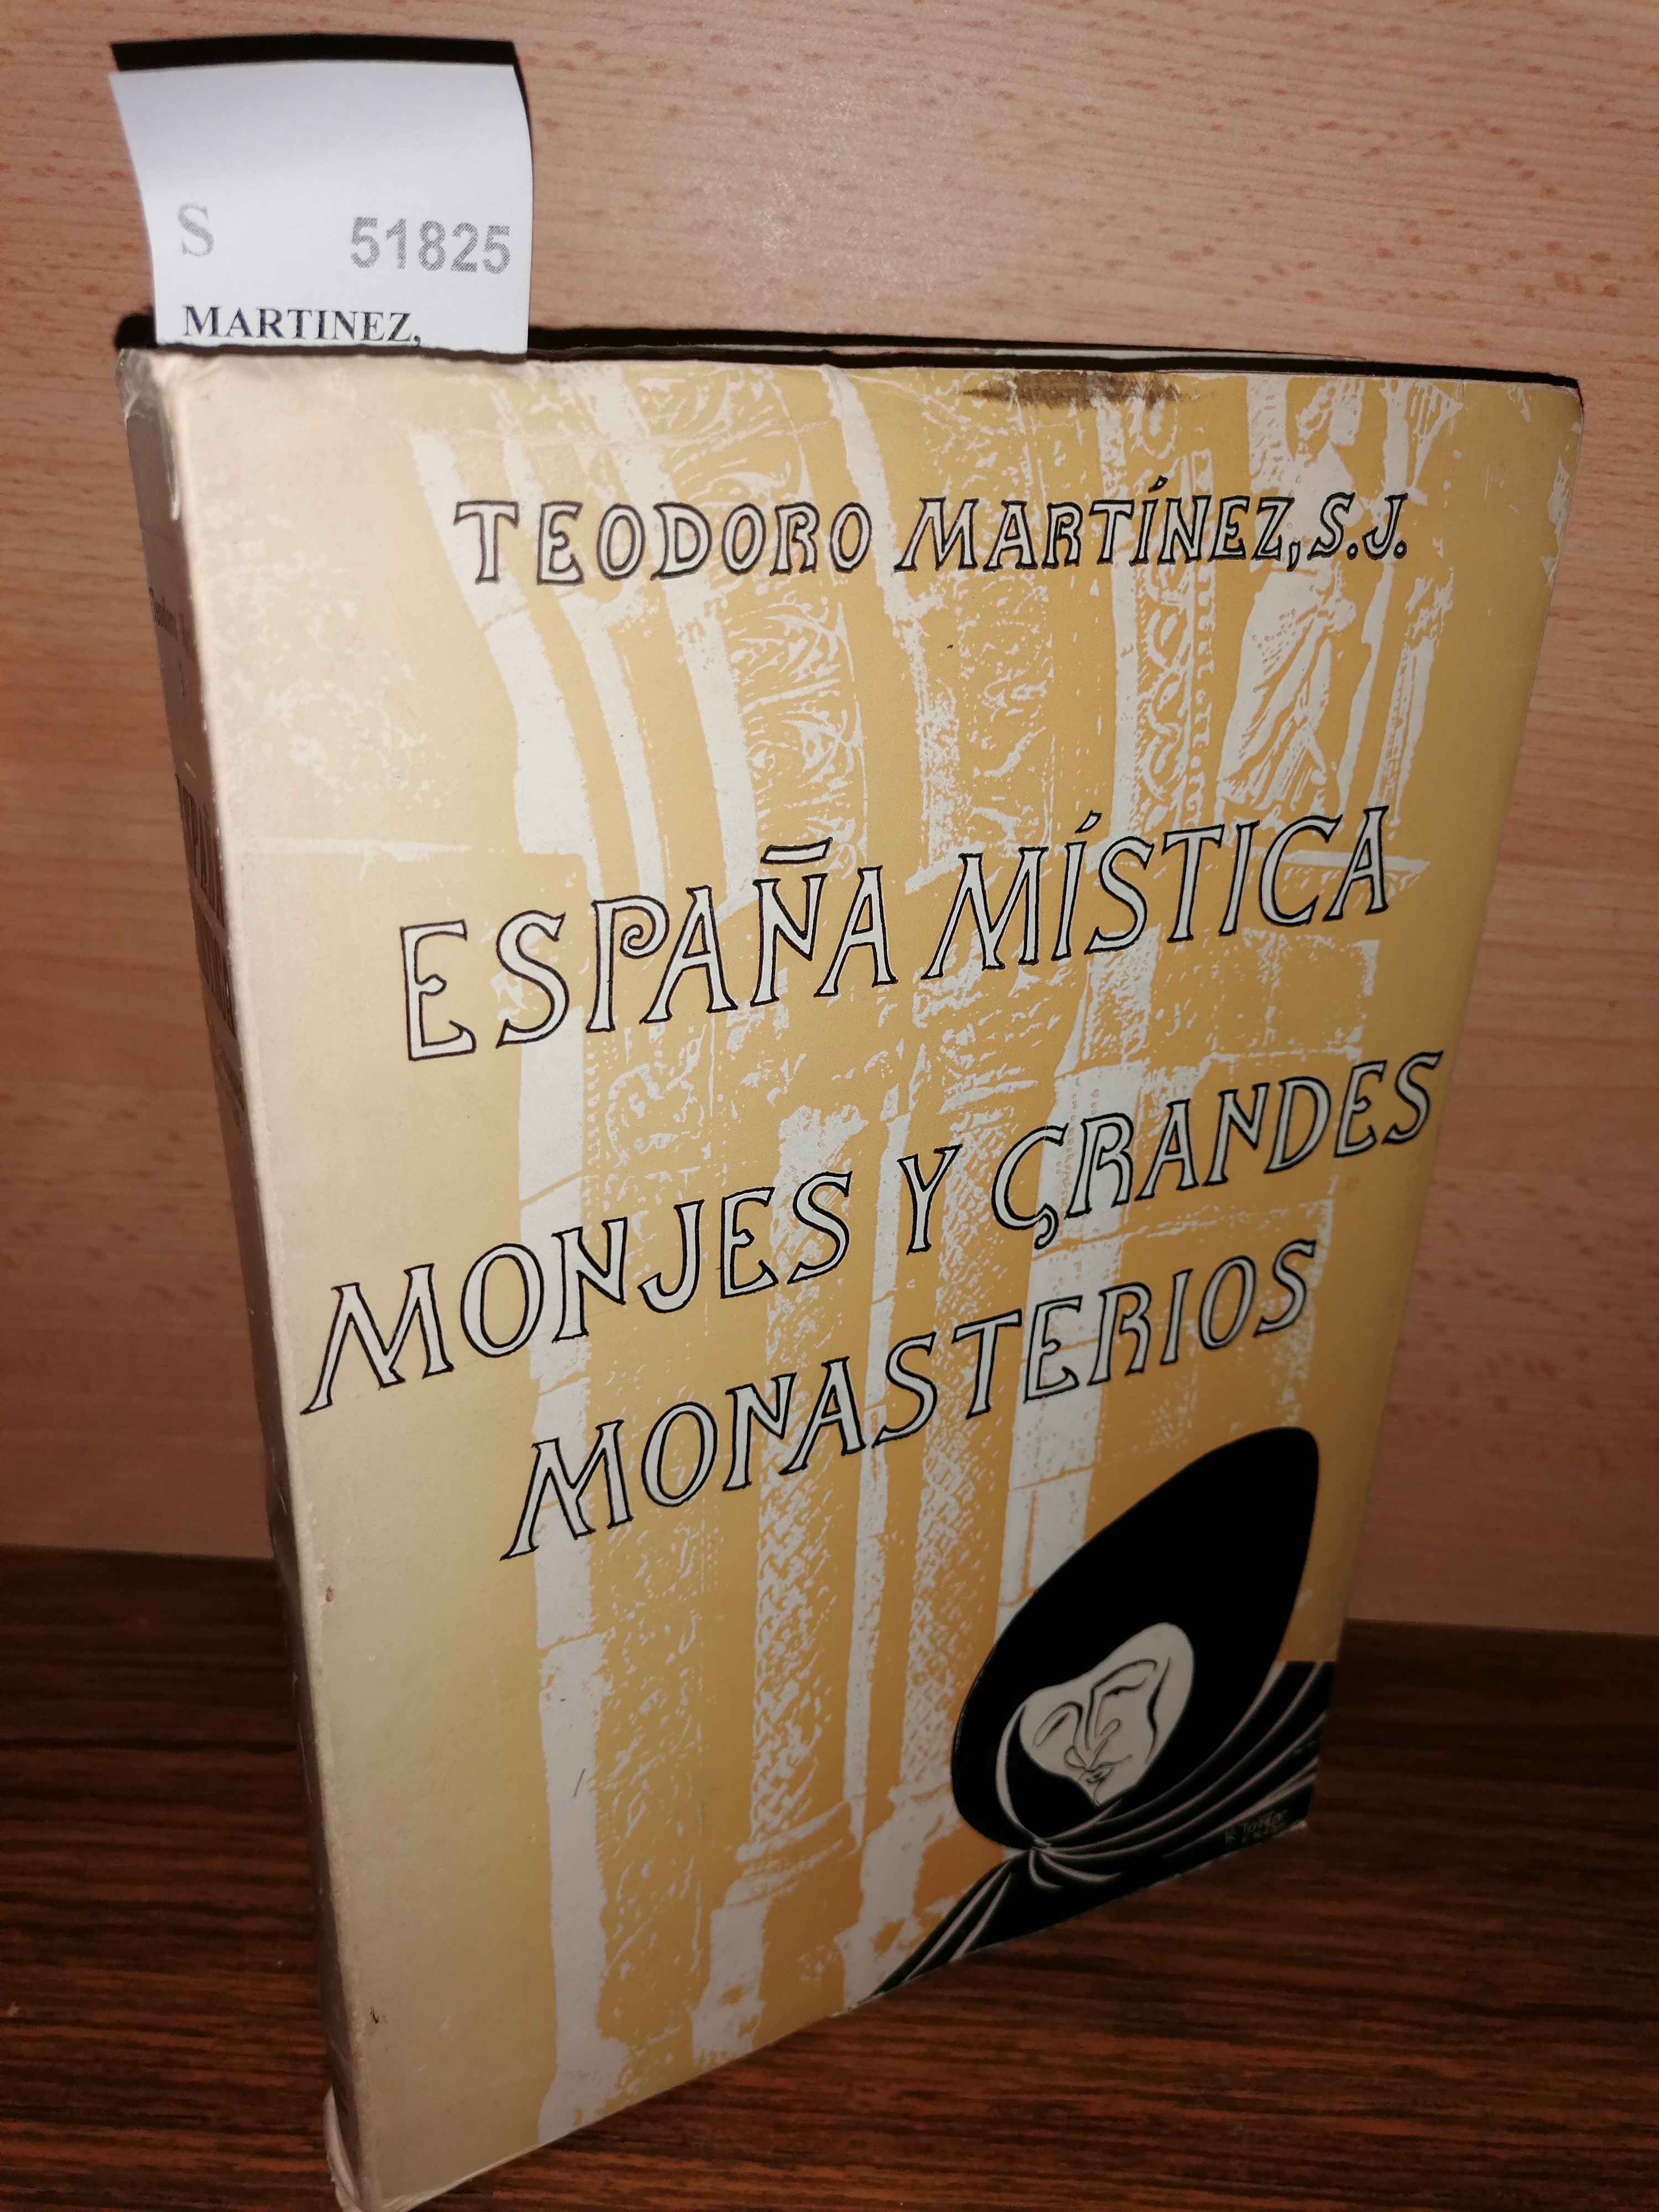 S 51825
MARTINEZ,
TEODORO MARTÍNEZ, S.J.
ESPAÑA MÍSTICA
MONJES Y GRANDES
MONASTERIOS